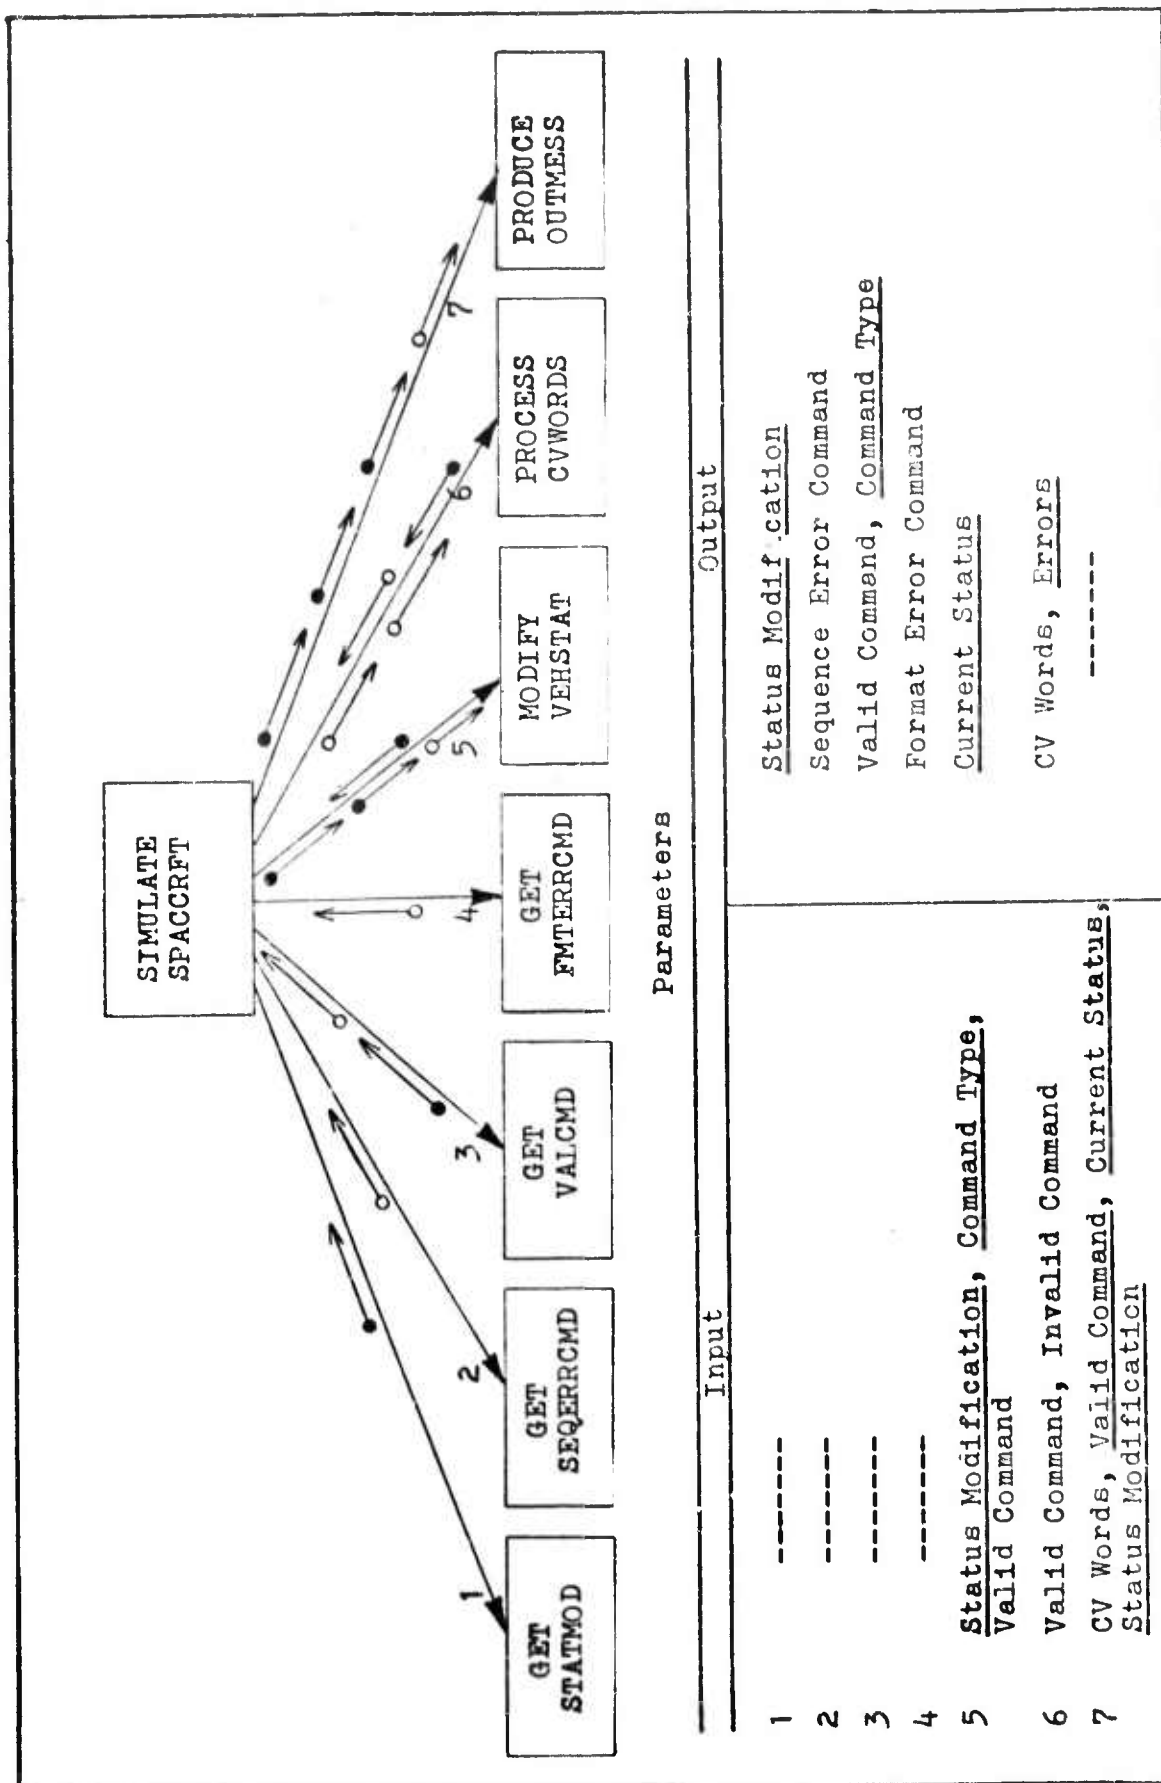 SIMULATE
SPACCRFT
GET
STATMOD
GET
SEQERRCMD
GET
VALCMD
GET
FMTERRCMD
MODIFY
VEHSTAT
PROCESS
CVWORDS
PRODUCE
OUTMESS
1
2
3
4
5
6
7
Parameters
Input Output
1 ------- Status Modif.cation
2 ------- Sequence Error Command
3 ------- Valid Command, Command Type
4 ------- Format Error Command
5 Status Modification, Command Type, Current Status
Valid Command
6 Valid Command, Invalid Command CV Words, Errors
7 CV Words, Valid Command, Current Status, -------
Status Modification